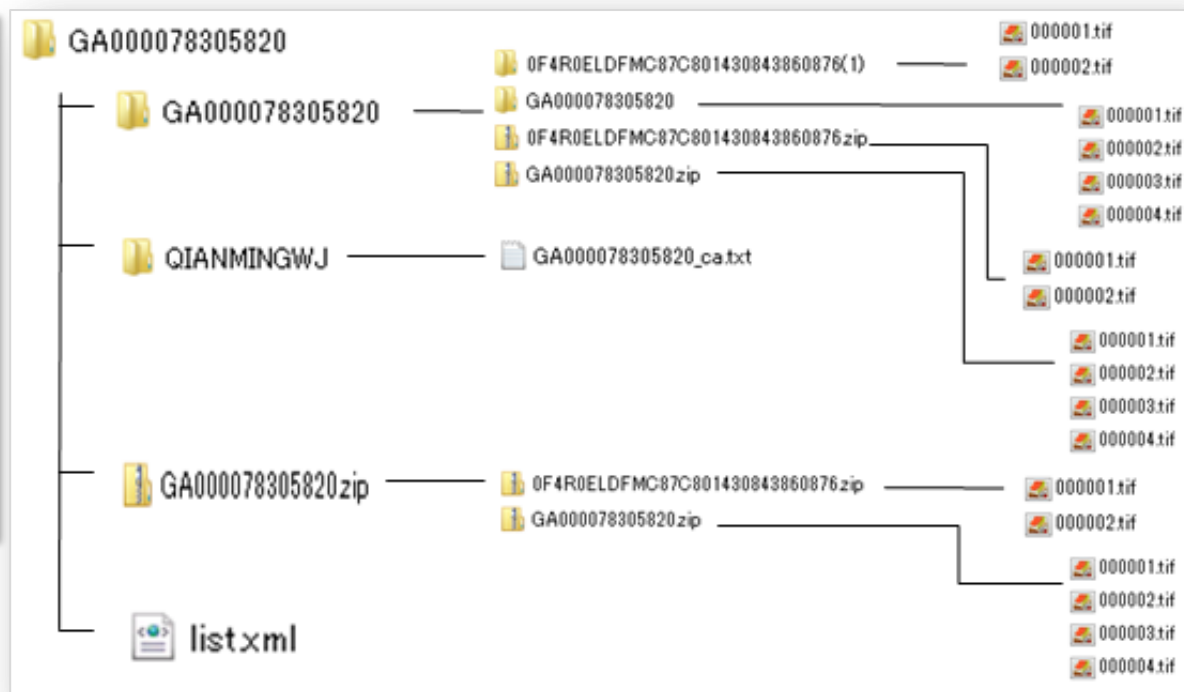 GA000078305820
GA000078305820
0F4R0ELDFMC87C801430843860876(1)
000001.tif
000002.tif
GA000078305820
000001.tif
000002.tif
000003.tif
000004.tif
0F4R0ELDFMC87C801430843860876.zip
000001.tif
000002.tif
GA000078305820.zip
000001.tif
000002.tif
000003.tif
000004.tif
QIANMINGWJ
GA000078305820_ca.txt
GA000078305820.zip
0F4R0ELDFMC87C801430843860876.zip
000001.tif
000002.tif
GA000078305820.zip
000001.tif
000002.tif
000003.tif
000004.tif
list.xml